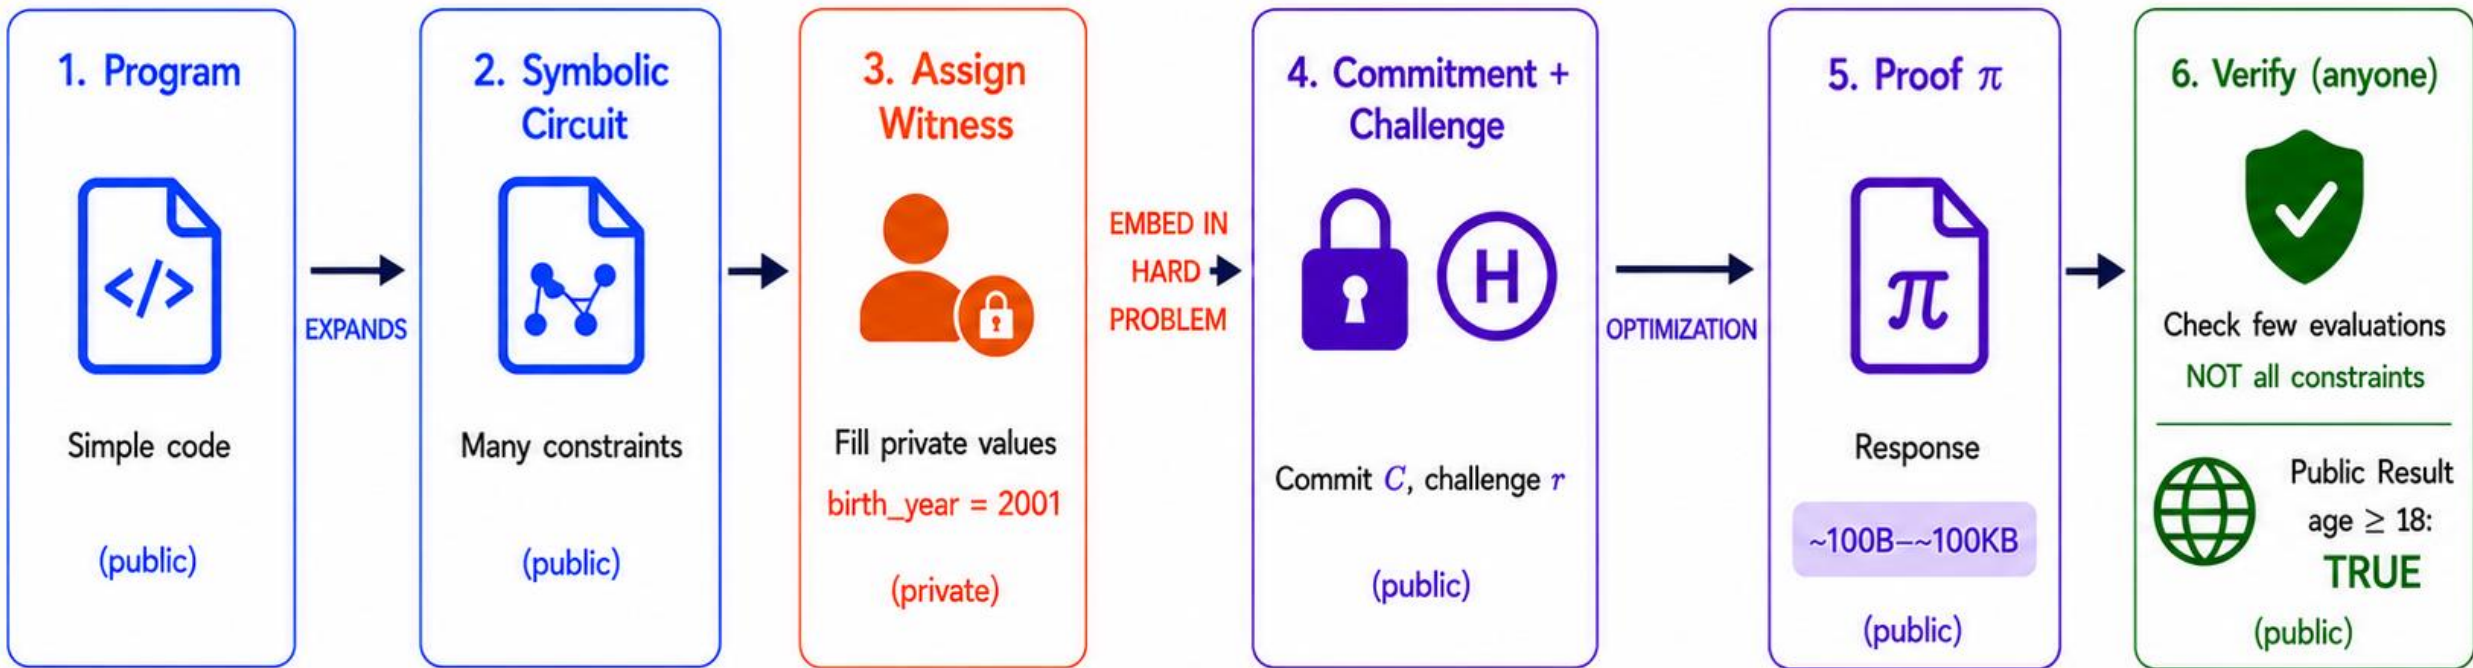 1. Program
</>
Simple code
(public)
EXPANDS
2. Symbolic
Circuit
Many constraints
(public)
3. Assign
Witness
Fill private values
birth_year = 2001
(private)
EMBED IN
HARD
PROBLEM
4. Commitment +
Challenge
H
Commit C, challenge r
(public)
OPTIMIZATION
5. Proof π
π
Response
~100B—~100KB
(public)
6. Verify (anyone)
Check few evaluations
NOT all constraints
Public Result
age ≥ 18:
TRUE
(public)